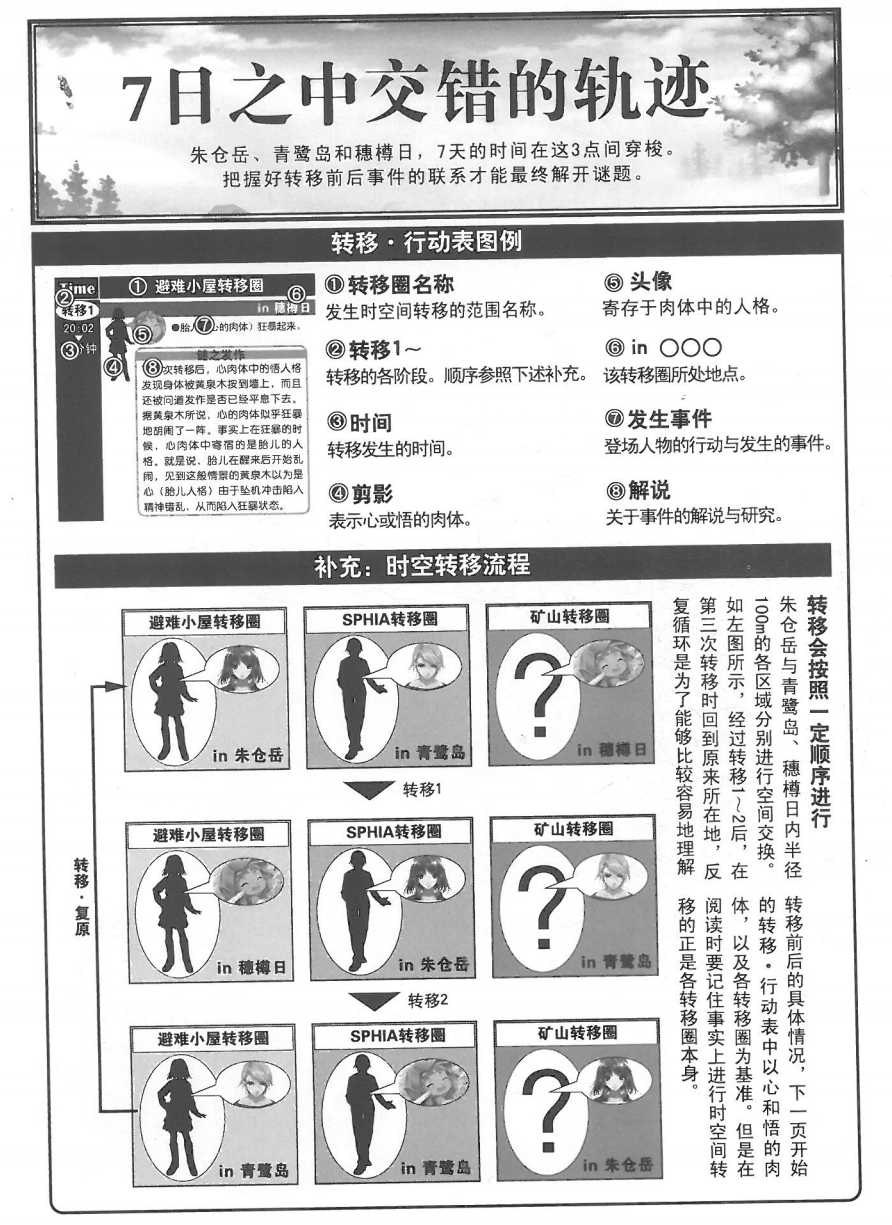 7日之中交错的轨迹
朱仓岳、青鹭岛和穗樽日，7天的时间在这3点间穿梭。
把握好转移前后事件的联系才能最终解开谜题。
转移·行动表图例
Time
① 避难小屋转移圈
②
转移1
⑥
in 穗樽日
20:02
③
分钟
④
⑤
⑦
的肉体）狂暴起来。
键之发作
⑧
次转移后，心肉体中的悟人格
发现身体被黄泉木按到墙上，而且
还被问道发作是否已经平息下去。
据黄泉木所说，心的肉体似乎狂暴
地胡闹了一阵。事实上在狂暴的时
候，心肉体中寄宿的是胎儿的人
格。就是说，胎儿在醒来后开始乱
闹，见到这般情景的黄泉木以为是
心（胎儿人格）由于坠机冲击陷入
精神错乱，从而陷入狂暴状态。
①转移圈名称
发生时空间转移的范围名称。
②转移1～
转移的各阶段。顺序参照下述补充。
③时间
转移发生的时间。
④剪影
表示心或悟的肉体。
⑤ 头像
寄存于肉体中的人格。
⑥ in 〇〇〇
该转移圈所处地点。
⑦发生事件
登场人物的行动与发生的事件。
⑧解说
关于事件的解说与研究。
补充：时空转移流程
避难小屋转移圈
in 朱仓岳
SPHIA转移圈
in 青鹭岛
矿山转移圈
?
in 穗樽日
转移1
避难小屋转移圈
in 穗樽日
SPHIA转移圈
in 朱仓岳
矿山转移圈
?
in 青鹭岛
转移2
避难小屋转移圈
in 青鹭岛
SPHIA转移圈
in 青鹭岛
矿山转移圈
?
in 朱仓岳
转移·复原
转移会按照一定顺序进行
朱仓岳与青鹭岛、穗樽日内半径
100m的各区域分别进行空间交换。
如左图所示，经过转移1～2后，在
第三次转移时回到原来所在地，反
复循环是为了能够比较容易地理解
转移前后的具体情况，下一页开始
的转移·行动表中以心和悟的肉
体，以及各转移圈为基准。但是在
阅读时要记住事实上进行时空间转
移的正是各转移圈本身。